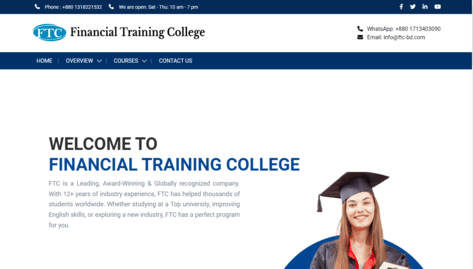 Phone : +880 1318221532 We are open: Sat - Thu: 10 am - 7 pm
FTC Financial Training College
WhatsApp: +880 1713403090
Email: info@ftc-bd.com
HOME OVERVIEW COURSES CONTACT US
WELCOME TO
FINANCIAL TRAINING COLLEGE
FTC is a Leading, Award-Winning & Globally recognized company.
With 12+ years of industry experience, FTC has helped thousands of
students worldwide. Whether studying at a Top university, improving
English skills, or exploring a new industry, FTC has a perfect program
for you.